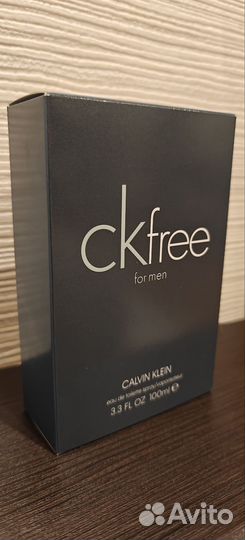 ckfree
for men
CALVIN KLEIN
eau de toilette spray/vaporisateur
3.3 FL OZ 100ml ℮
Avito